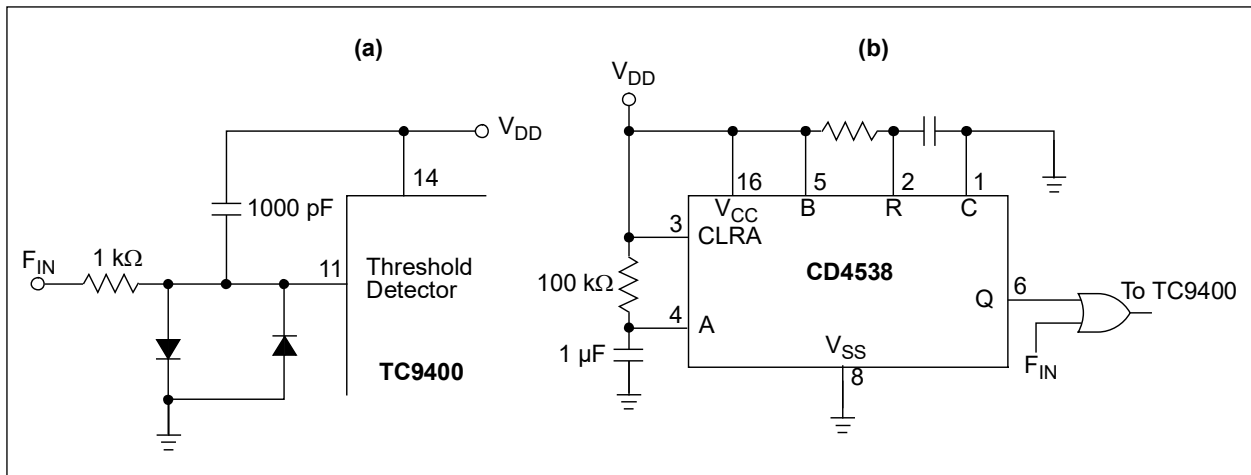 (a)
V_DD
14
1000 pF
F_IN
1 kΩ
11
Threshold
Detector
TC9400
(b)
V_DD
16
5
2
1
V_CC
B
R
C
3
CLRA
CD4538
100 kΩ
4
A
Q
6
To TC9400
1 µF
V_SS
8
F_IN